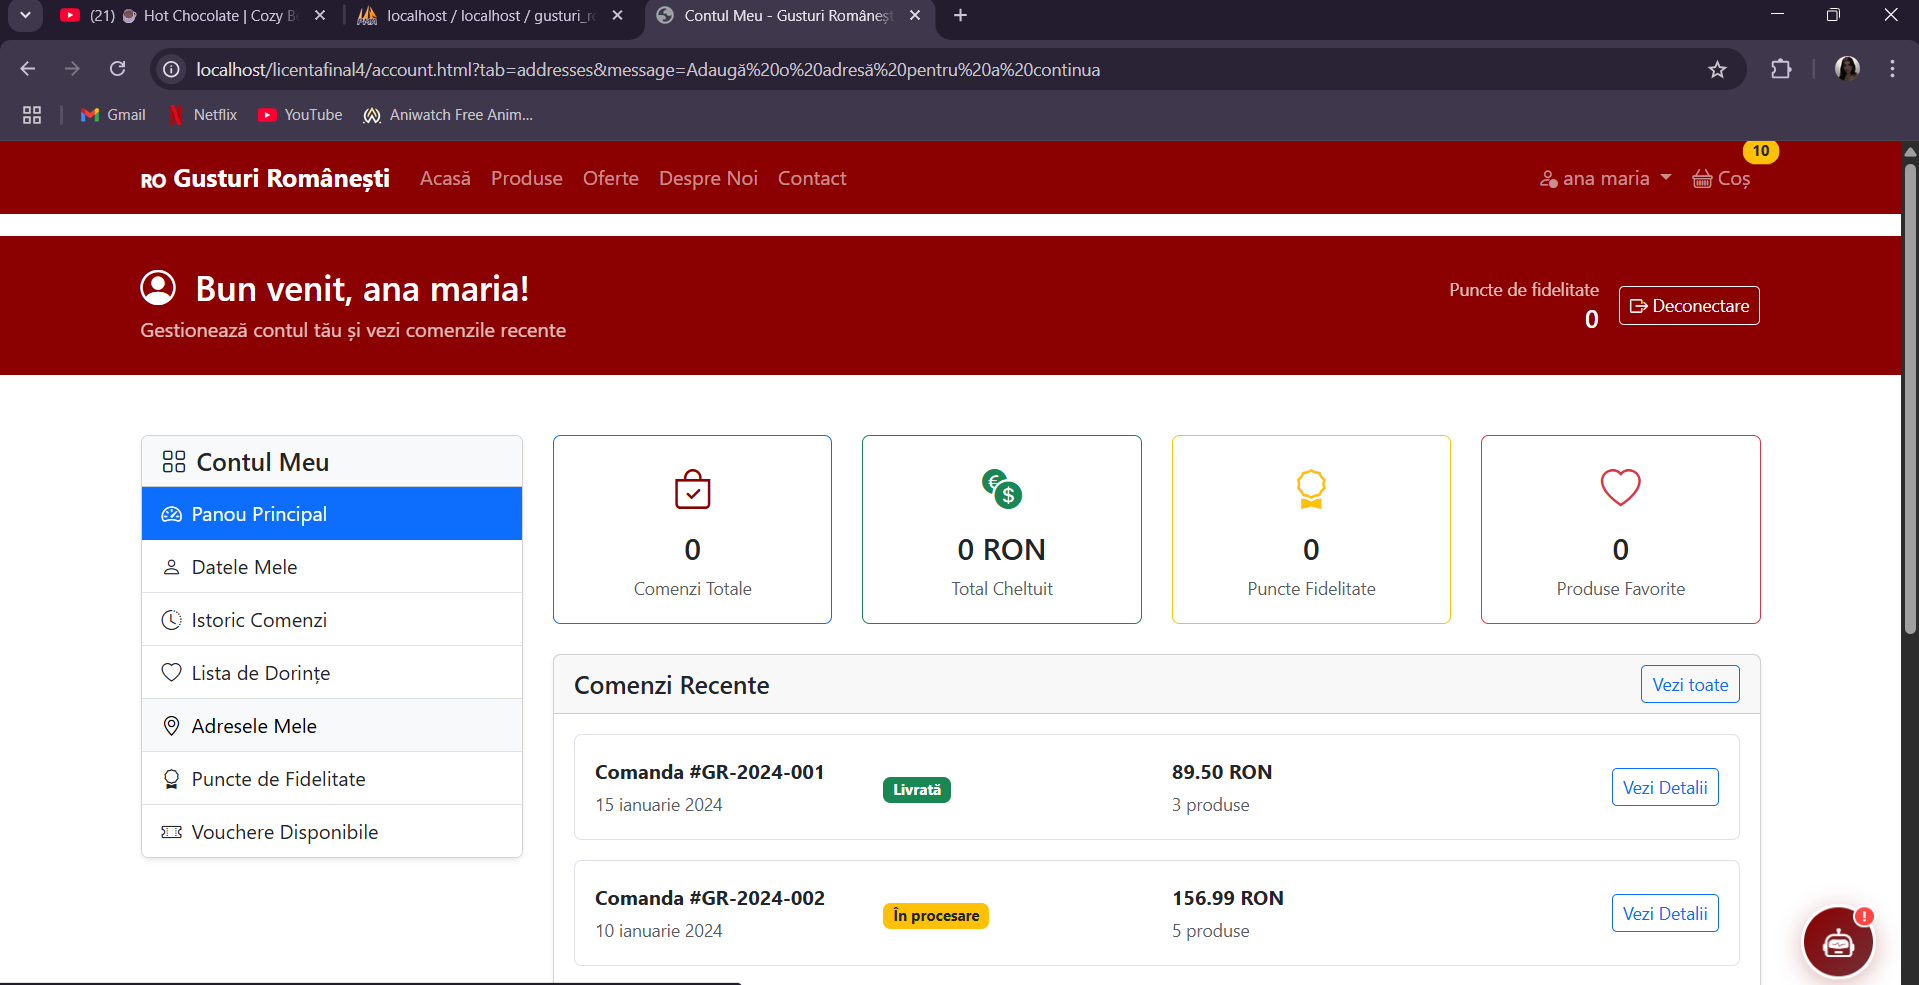 (21) Hot Chocolate | Cozy B
localhost / localhost / gusturi_r
Contul Meu - Gusturi Româneșt
localhost/licentafinal4/account.html?tab=addresses&message=Adaugă%20o%20adresă%20pentru%20a%20continua
Gmail
Netflix
YouTube
Aniwatch Free Anim...
RO Gusturi Românești
Acasă
Produse
Oferte
Despre Noi
Contact
ana maria
Coș
10
Bun venit, ana maria!
Gestionează contul tău și vezi comenzile recente
Puncte de fidelitate
0
Deconectare
Contul Meu
Panou Principal
Datele Mele
Istoric Comenzi
Lista de Dorințe
Adresele Mele
Puncte de Fidelitate
Vouchere Disponibile
0
Comenzi Totale
0 RON
Total Cheltuit
0
Puncte Fidelitate
0
Produse Favorite
Comenzi Recente
Vezi toate
Comanda #GR-2024-001
15 ianuarie 2024
Livrată
89.50 RON
3 produse
Vezi Detalii
Comanda #GR-2024-002
10 ianuarie 2024
În procesare
156.99 RON
5 produse
Vezi Detalii
!